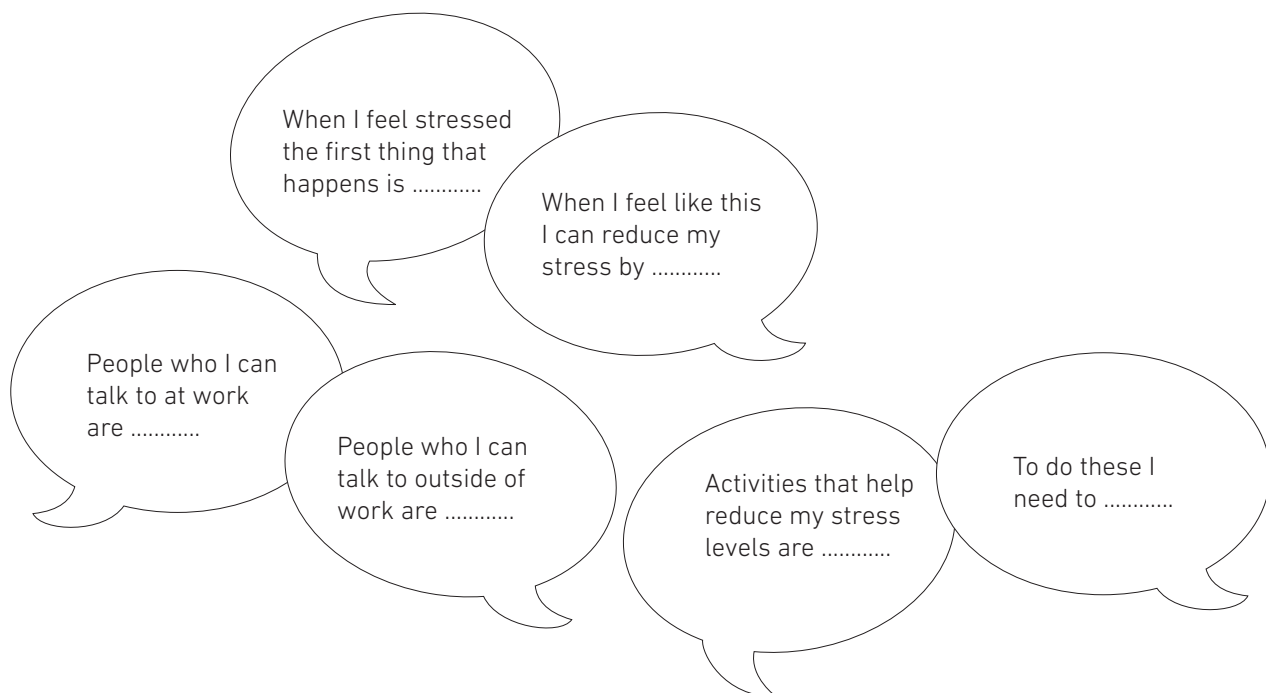 When I feel stressed
the first thing that
happens is ............
When I feel like this
I can reduce my
stress by ............
People who I can
talk to at work
are ............
People who I can
talk to outside of
work are ............
Activities that help
reduce my stress
levels are ............
To do these I
need to ............